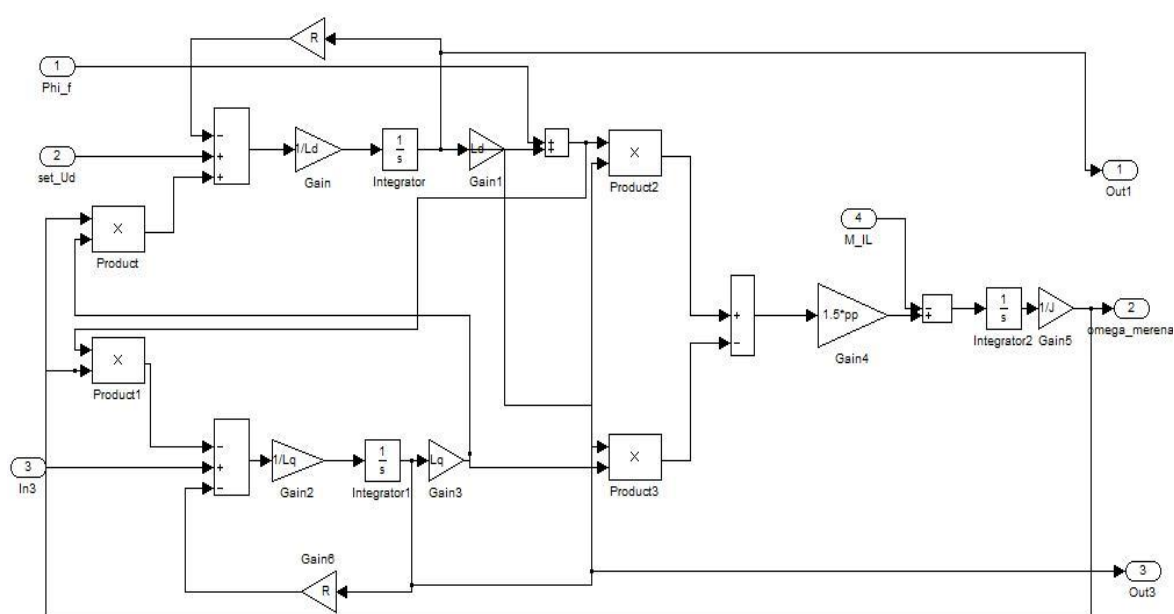 R
1
Phi_f
2
set_Ud
−
+
+
1/Ld
Gain
1
s
Integrator
Ld
Gain1
+
+
X
Product2
1
Out1
X
Product
4
M_IL
X
Product1
+
−
1.5*pp
Gain4
−
+
1
s
Integrator2
1/J
Gain5
2
omega_merena
3
In3
−
+
−
1/Lq
Gain2
1
s
Integrator1
Lq
Gain3
X
Product3
Gain6
R
3
Out3